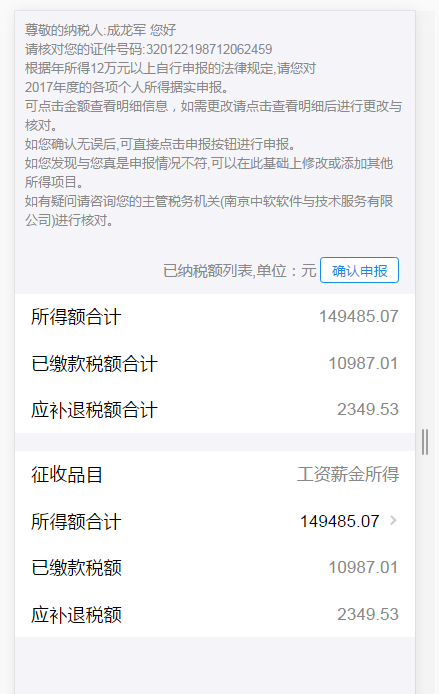 尊敬的纳税人:成龙军 您好
请核对您的证件号码:320122198712062459
根据年所得12万元以上自行申报的法律规定,请您对
2017年度的各项个人所得据实申报。
可点击金额查看明细信息，如需更改请点击查看明细后进行更改与
核对。
如您确认无误后,可直接点击申报按钮进行申报。
如您发现与您真是申报情况不符,可以在此基础上修改或添加其他
所得项目。
如有疑问请咨询您的主管税务机关(南京中软软件与技术服务有限
公司)进行核对。
已纳税额列表,单位：元 确认申报
所得额合计 149485.07
已缴款税额合计 10987.01
应补退税额合计 2349.53
征收品目 工资薪金所得
所得额合计 149485.07
已缴款税额 10987.01
应补退税额 2349.53